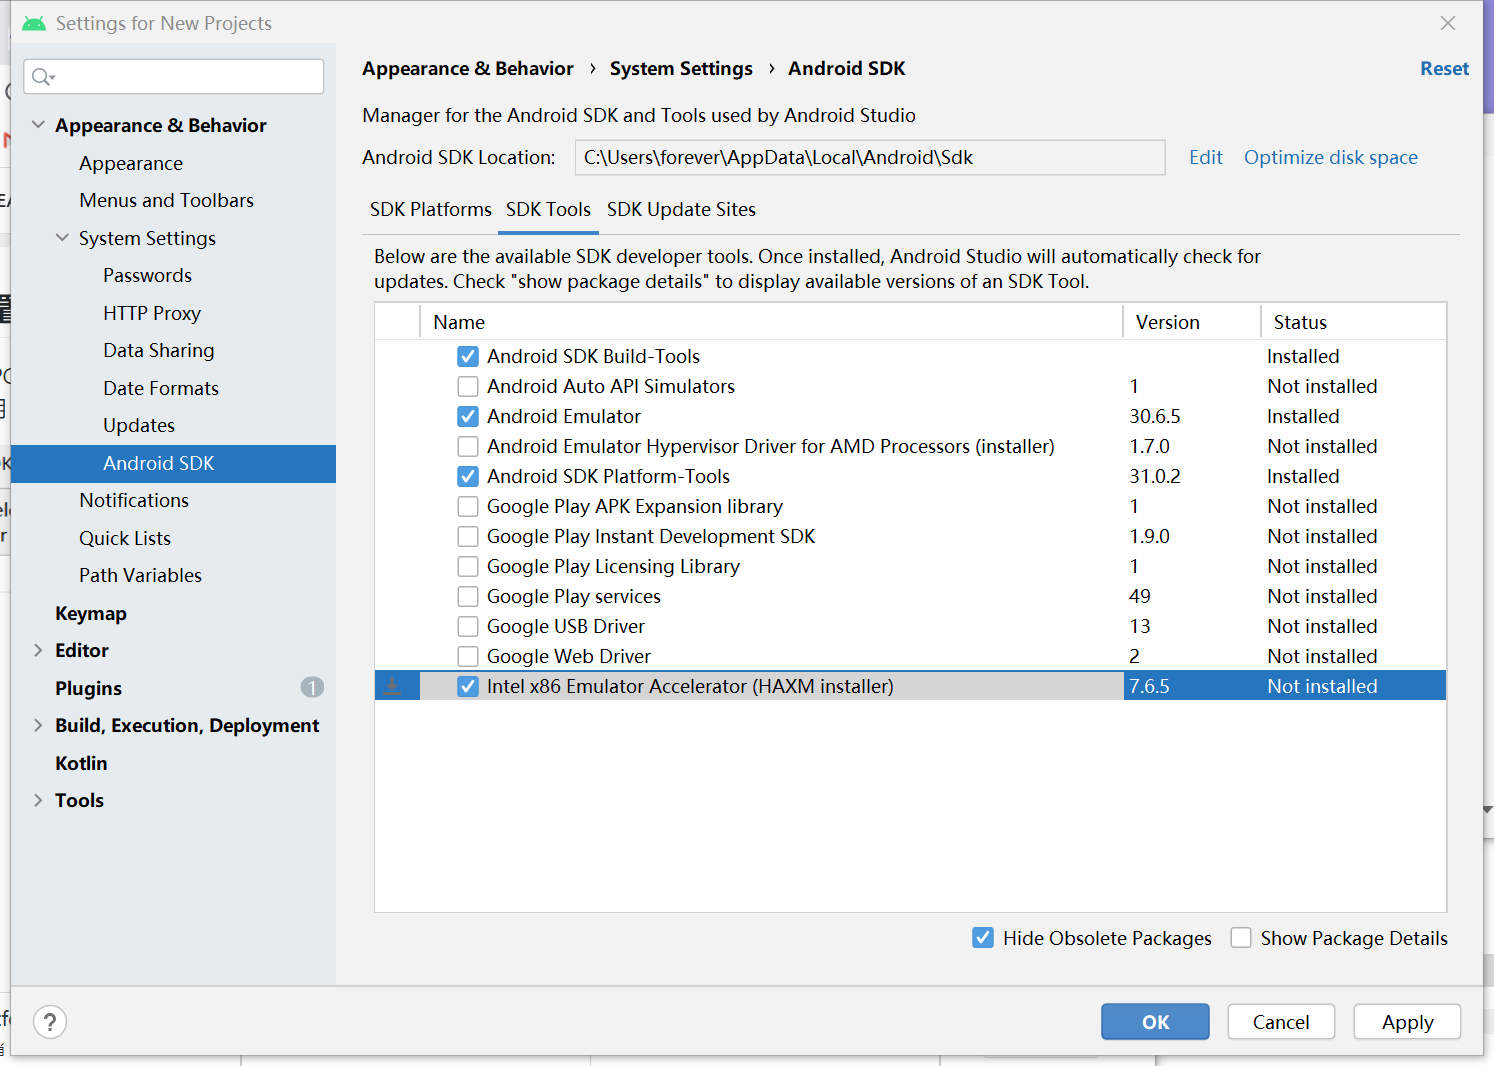 Settings for New Projects
Appearance & Behavior › System Settings › Android SDK
Reset
Appearance & Behavior
Appearance
Menus and Toolbars
System Settings
Passwords
HTTP Proxy
Data Sharing
Date Formats
Updates
Android SDK
Notifications
Quick Lists
Path Variables
Keymap
Editor
Plugins 1
Build, Execution, Deployment
Kotlin
Tools
Manager for the Android SDK and Tools used by Android Studio
Android SDK Location: C:\Users\forever\AppData\Local\Android\Sdk Edit Optimize disk space
SDK Platforms SDK Tools SDK Update Sites
Below are the available SDK developer tools. Once installed, Android Studio will automatically check for
updates. Check "show package details" to display available versions of an SDK Tool.
Name Version Status
Android SDK Build-Tools Installed
Android Auto API Simulators 1 Not installed
Android Emulator 30.6.5 Installed
Android Emulator Hypervisor Driver for AMD Processors (installer) 1.7.0 Not installed
Android SDK Platform-Tools 31.0.2 Installed
Google Play APK Expansion library 1 Not installed
Google Play Instant Development SDK 1.9.0 Not installed
Google Play Licensing Library 1 Not installed
Google Play services 49 Not installed
Google USB Driver 13 Not installed
Google Web Driver 2 Not installed
Intel x86 Emulator Accelerator (HAXM installer) 7.6.5 Not installed
Hide Obsolete Packages Show Package Details
? OK Cancel Apply